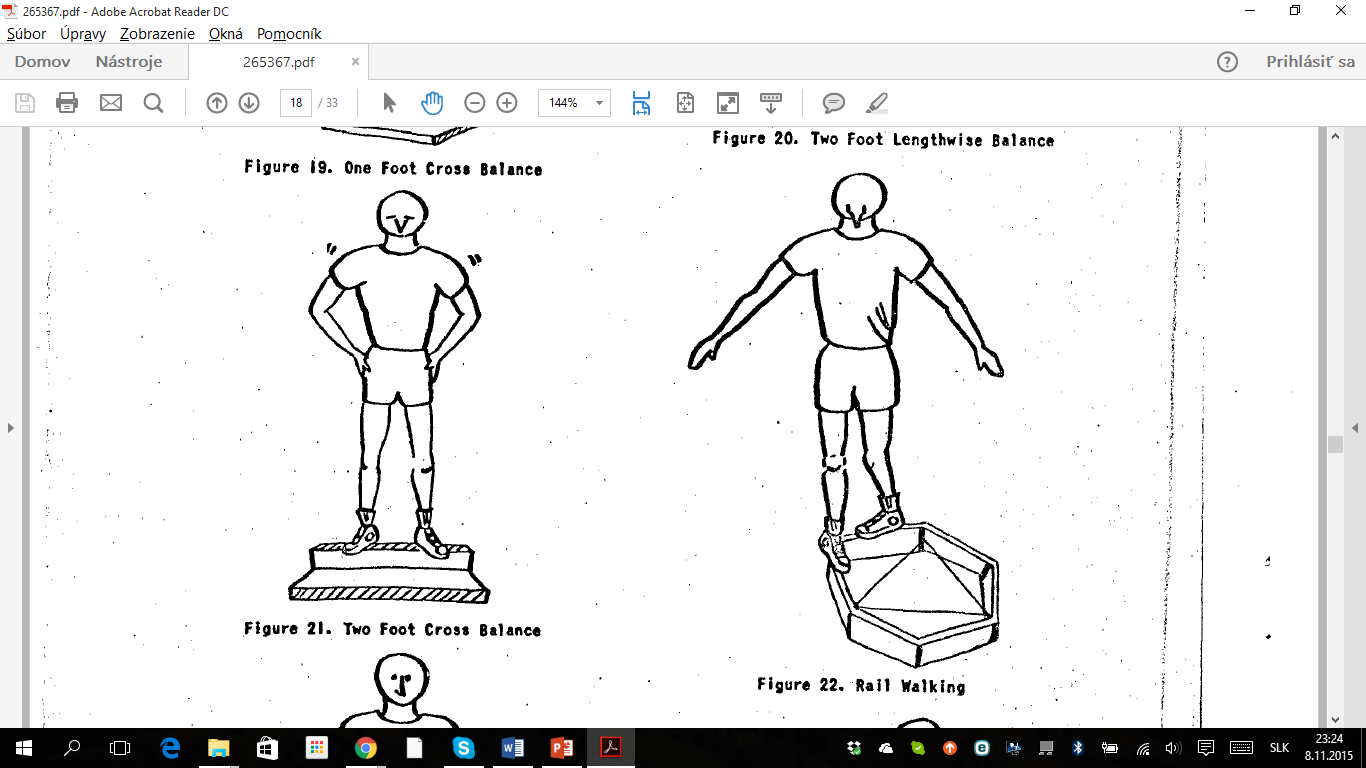 265367.pdf - Adobe Acrobat Reader DC
Súbor Úpravy Zobrazenie Okná Pomocník
Domov Nástroje 265367.pdf × ? Prihlásiť sa
18 / 33 144%
Figure 19. One Foot Cross Balance
Figure 20. Two Foot Lengthwise Balance
Figure 21. Two Foot Cross Balance
Figure 22. Rail Walking
SLK
23:24
8.11.2015